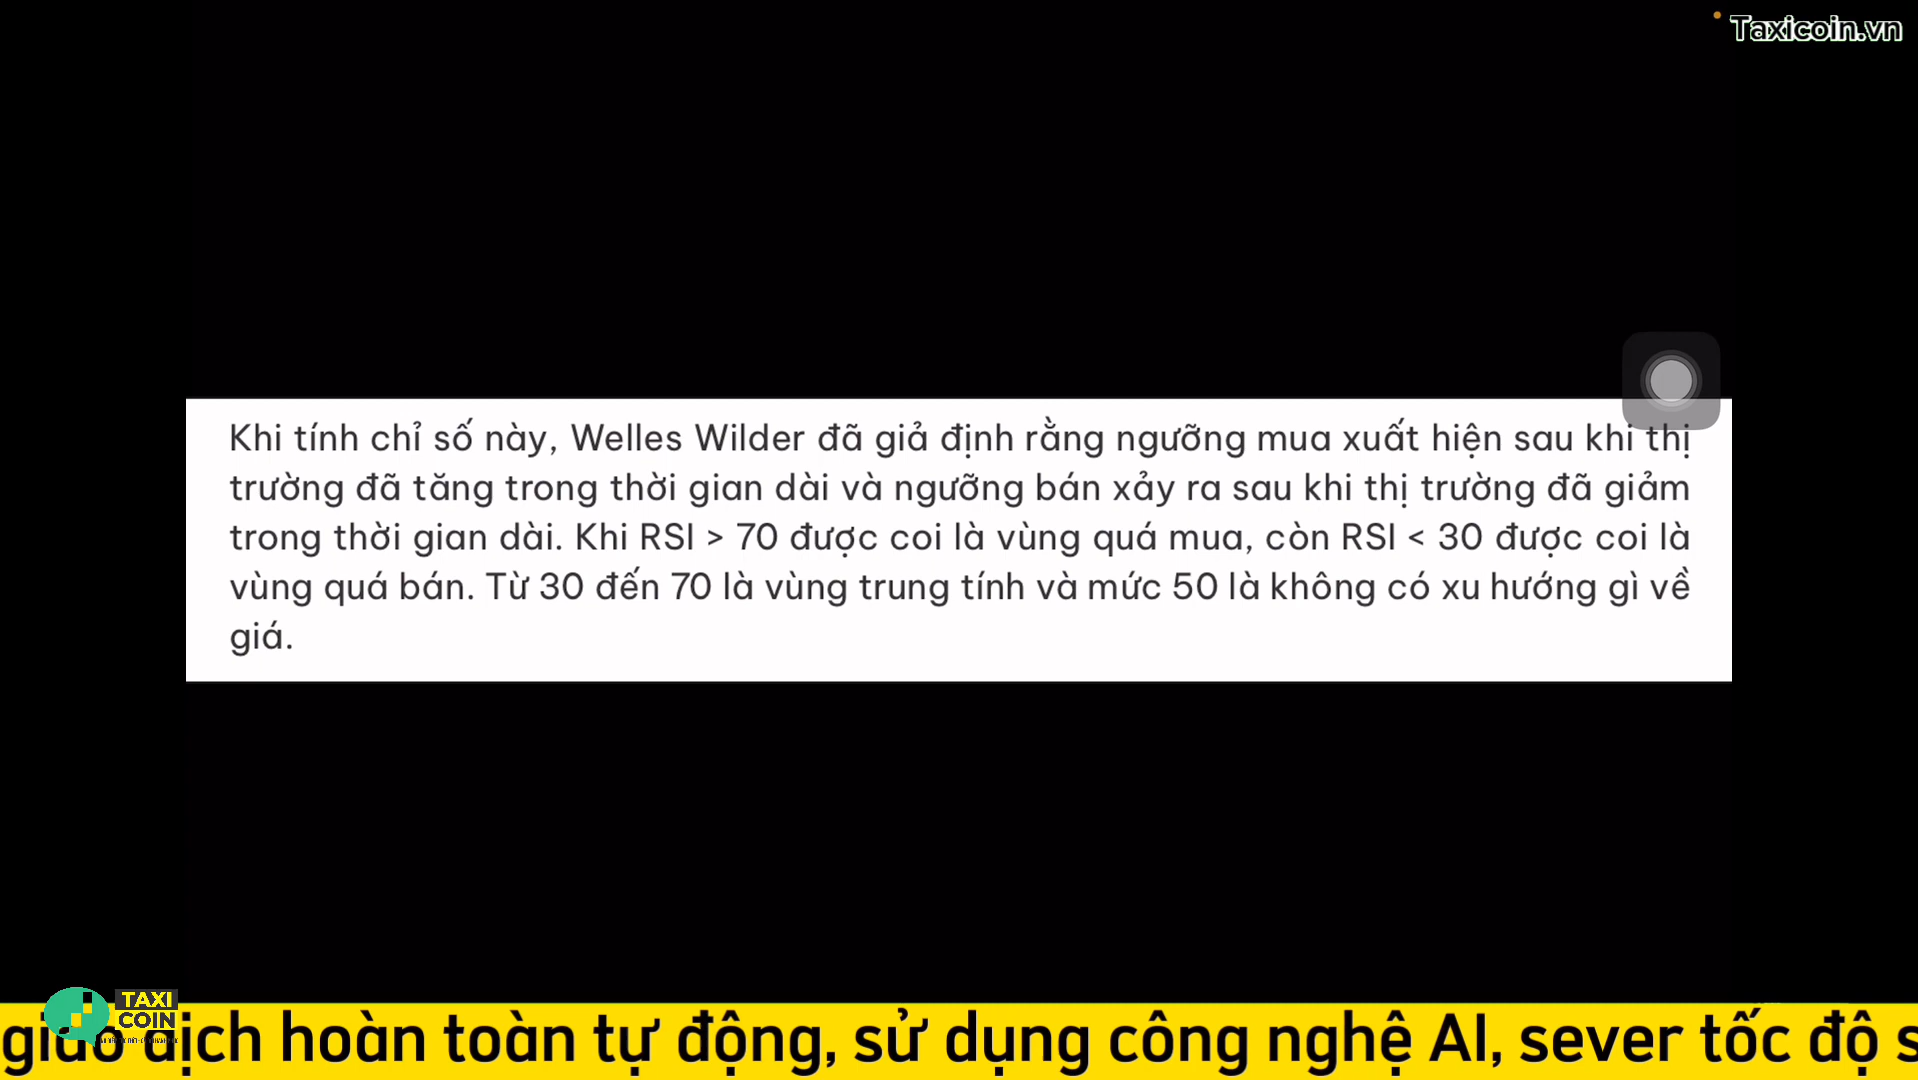 Taxicoin.vn
Khi tính chỉ số này, Welles Wilder đã giả định rằng ngưỡng mua xuất hiện sau khi thị
trường đã tăng trong thời gian dài và ngưỡng bán xảy ra sau khi thị trường đã giảm
trong thời gian dài. Khi RSI > 70 được coi là vùng quá mua, còn RSI < 30 được coi là
vùng quá bán. Từ 30 đến 70 là vùng trung tính và mức 50 là không có xu hướng gì về
giá.
TAXI
COIN
giao dịch hoàn toàn tự động, sử dụng công nghệ AI, sever tốc độ s